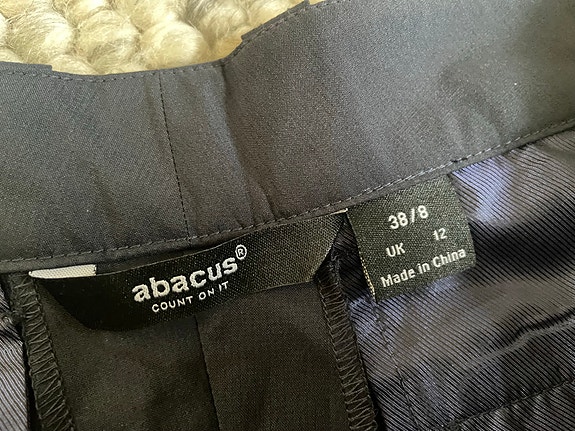 abacus®
COUNT ON IT
38/8
UK 12
Made in China